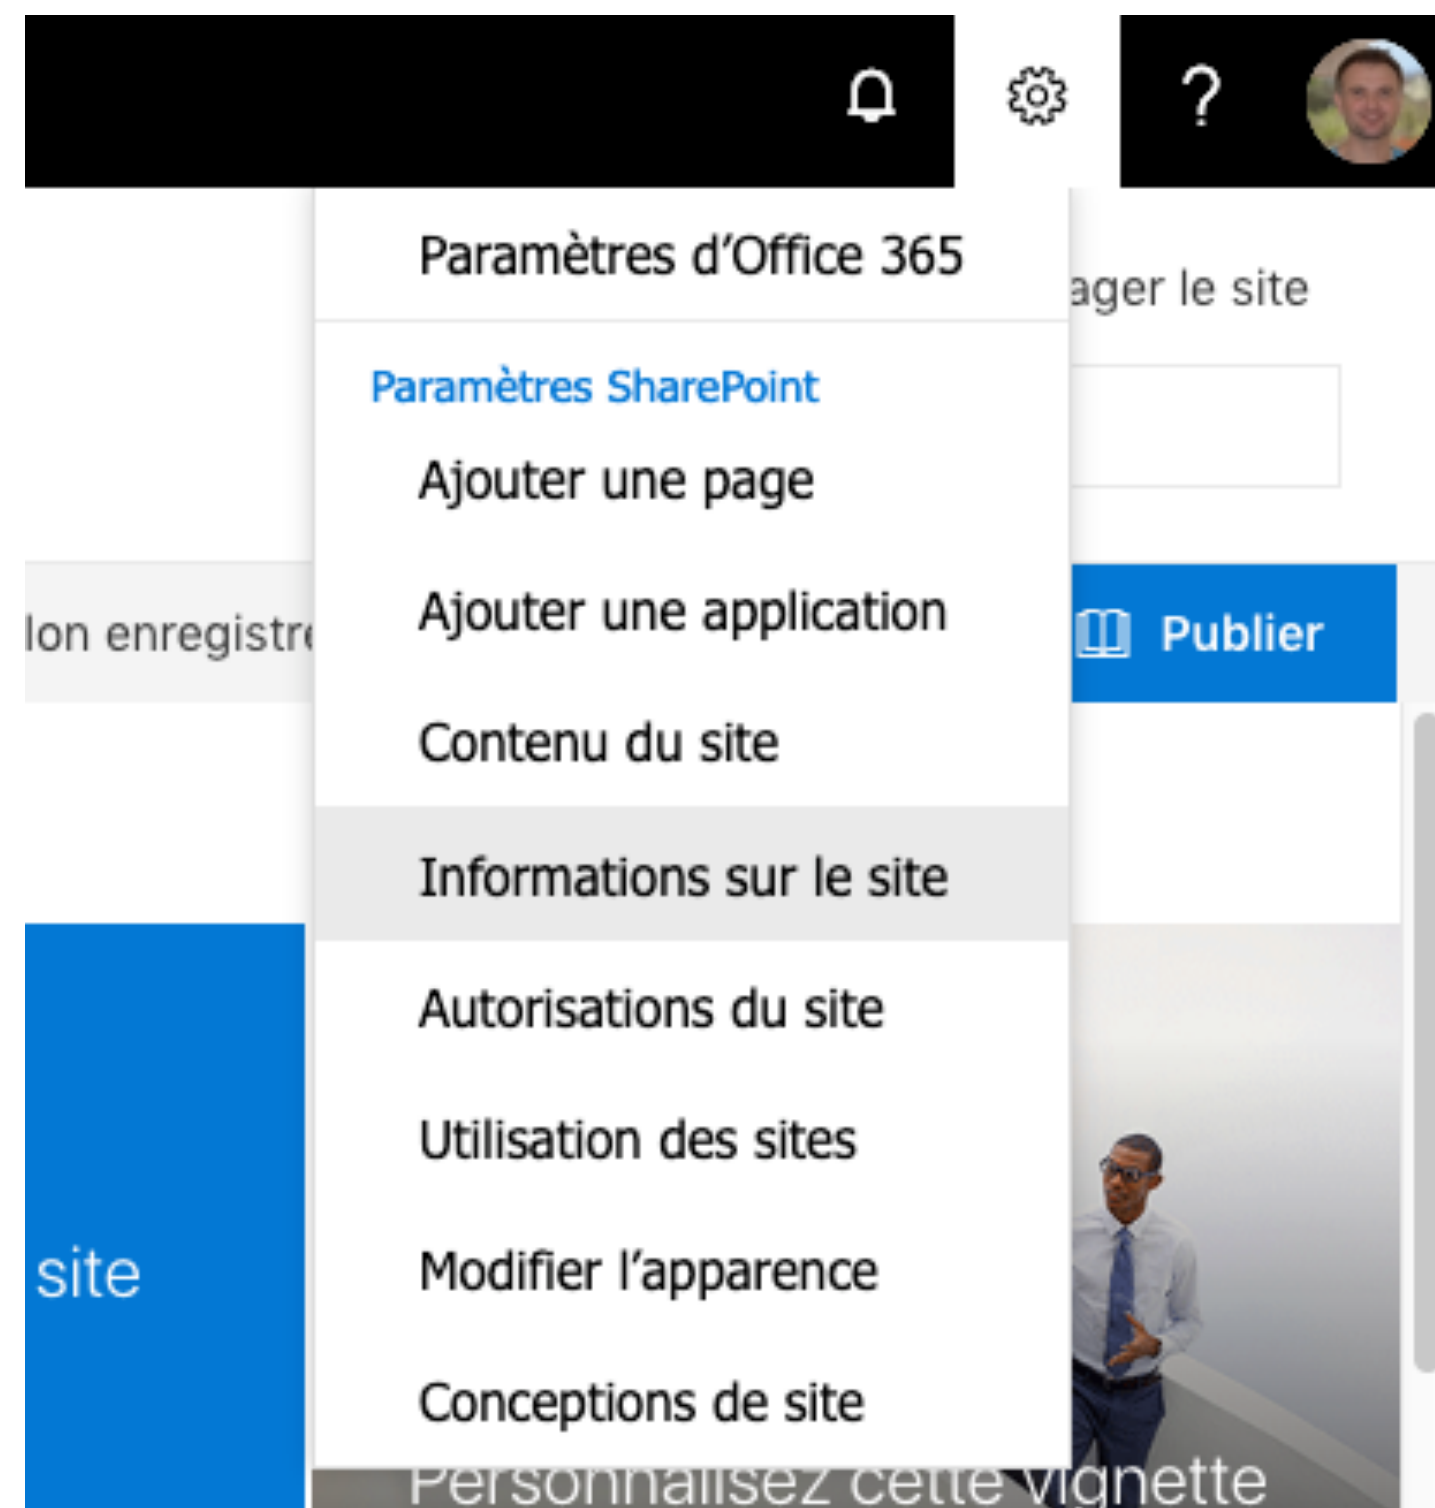 ?
Paramètres d’Office 365
ager le site
Paramètres SharePoint
Ajouter une page
Ajouter une application
lon enregistré
Publier
Contenu du site
Informations sur le site
Autorisations du site
Utilisation des sites
site
Modifier l’apparence
Conceptions de site
Personnalisez cette vignette